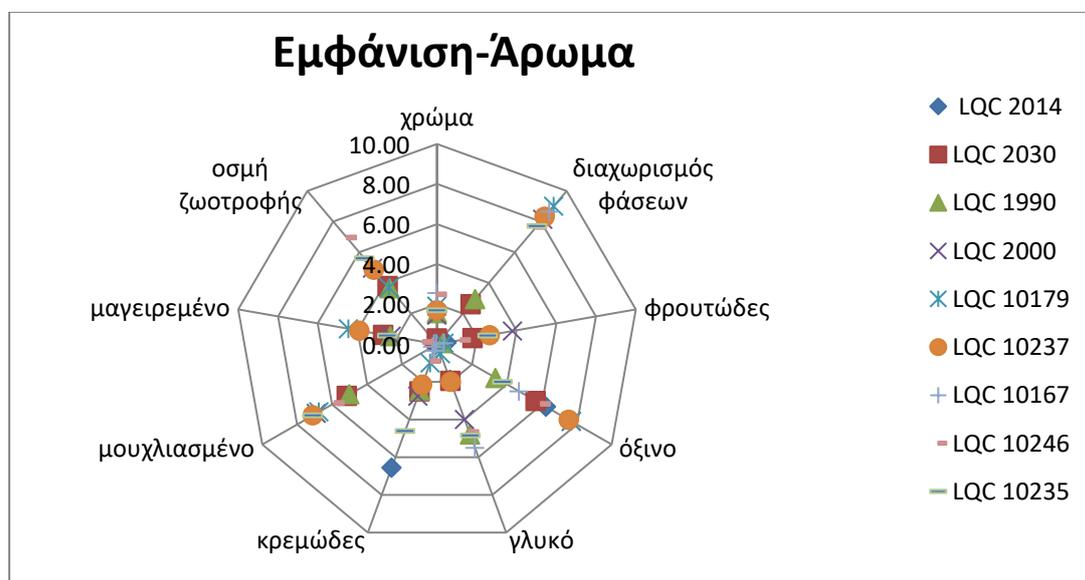 Εμφάνιση-Άρωμα
χρώμα
διαχωρισμός
φάσεων
φρουτώδες
όξινο
γλυκό
κρεμώδες
μουχλιασμένο
μαγειρεμένο
οσμή
ζωοτροφής
10.00
8.00
6.00
4.00
2.00
0.00
LQC 2014
LQC 2030
LQC 1990
LQC 2000
LQC 10179
LQC 10237
LQC 10167
LQC 10246
LQC 10235